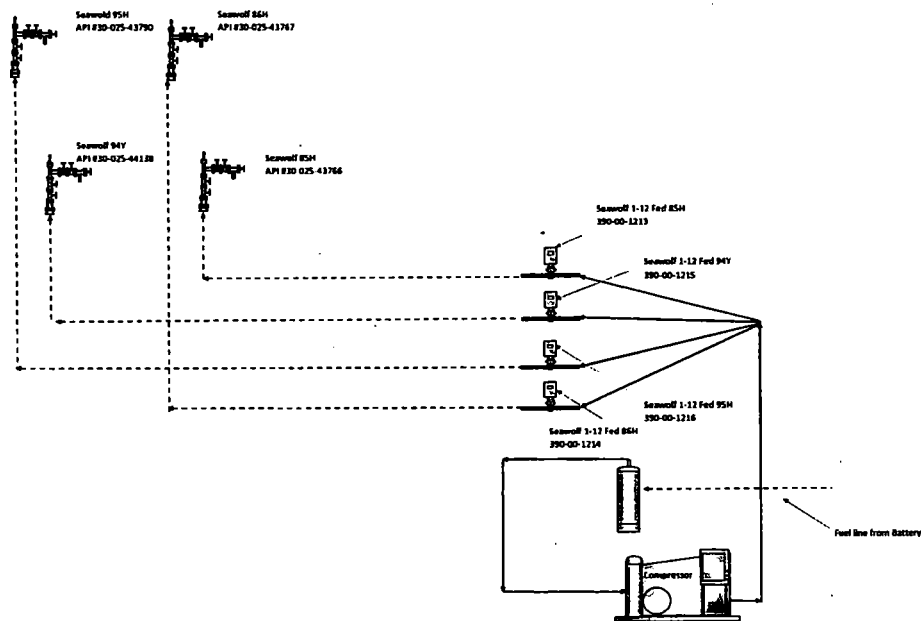 Seawold 95H
API #30-025-43790
Seawolf 86H
API #30-025-43767
Seawolf 94Y
API #30-025-44138
Seawolf 85H
API #30 025-43766
Seawolf 1-12 Fed 85H
390-00-1213
Seawolf 1-12 Fed 94Y
390-00-1215
Seawolf 1-12 Fed 95H
390-00-1216
Seawolf 1-12 Fed 86H
390-00-1214
Fuel line from Battery
Compressor